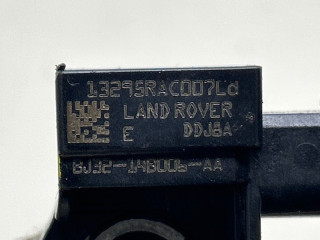 13295RAC007Ld
LAND ROVER
E DDJ8A
BJ32-14B006-AA